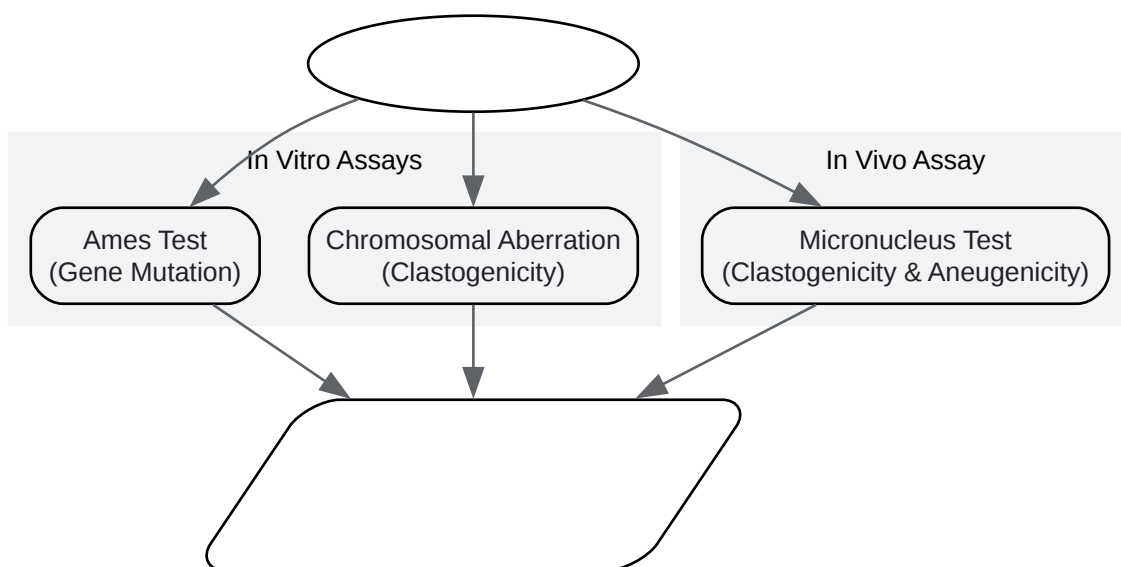 In Vitro Assays
In Vivo Assay
Ames Test
(Gene Mutation)
Chromosomal Aberration
(Clastogenicity)
Micronucleus Test
(Clastogenicity & Aneugenicity)